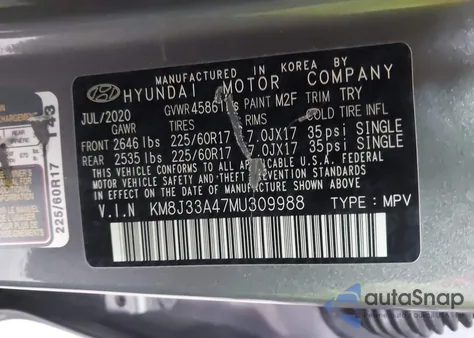 MANUFACTURED IN KOREA BY
HYUNDAI MOTOR COMPANY
JUL/2020 GVWR 4586 lbs PAINT M2F TRIM TRY
GAWR TIRES RIMS COLD TIRE INFL
FRONT 2646 lbs 225/60R17 7.0JX17 35psi SINGLE
REAR 2535 lbs 225/60R17 7.0JX17 35psi SINGLE
THIS VEHICLE CONFORMS TO ALL APPLICABLE
FEDERAL MOTOR VEHICLE SAFETY, BUMPER, AND
THEFT PREVENTION STANDARDS IN EFFECT ON
THE DATE OF MANUFACTURE SHOWN ABOVE.
V.I.N KM8J33A47MU309988 TYPE: MPV
225/60R17 T43
autoSnap